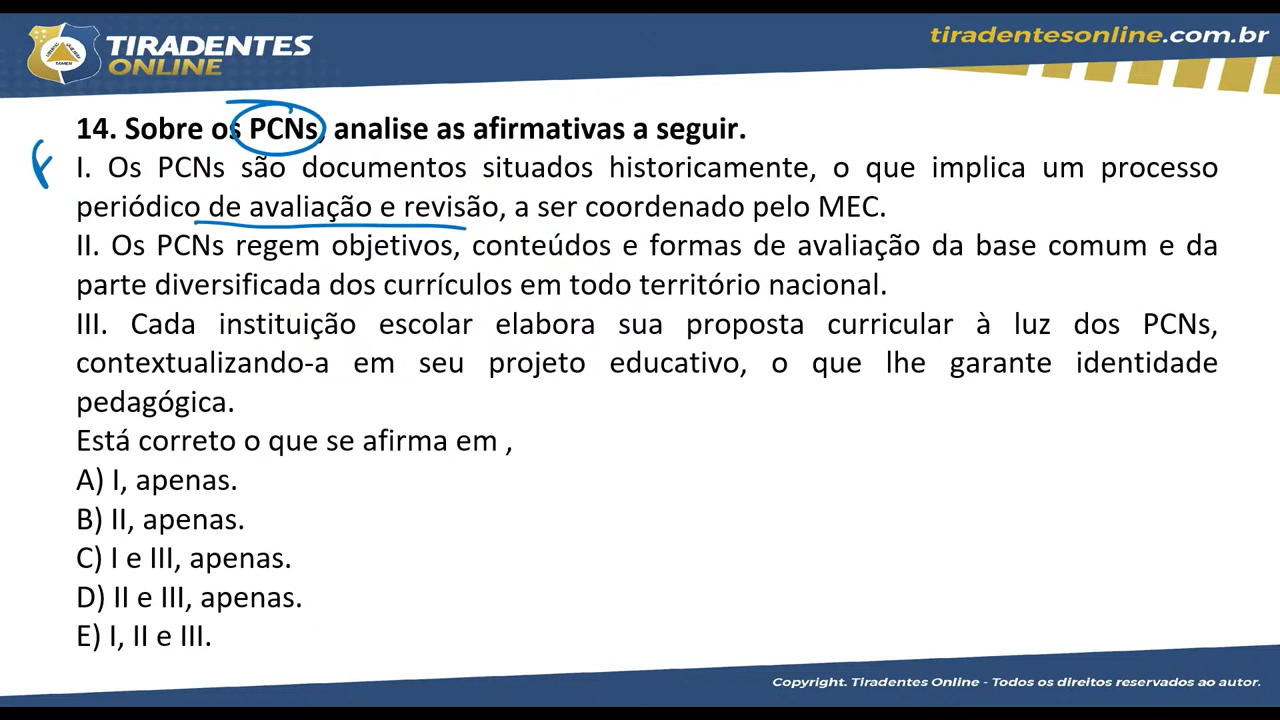 TIRADENTES
ONLINE
tiradentesonline.com.br
14. Sobre os PCNs, analise as afirmativas a seguir.
I. Os PCNs são documentos situados historicamente, o que implica um processo
periódico de avaliação e revisão, a ser coordenado pelo MEC.
II. Os PCNs regem objetivos, conteúdos e formas de avaliação da base comum e da
parte diversificada dos currículos em todo território nacional.
III. Cada instituição escolar elabora sua proposta curricular à luz dos PCNs,
contextualizando-a em seu projeto educativo, o que lhe garante identidade
pedagógica.
Está correto o que se afirma em ,
A) I, apenas.
B) II, apenas.
C) I e III, apenas.
D) II e III, apenas.
E) I, II e III.
Copyright. Tiradentes Online - Todos os direitos reservados ao autor.